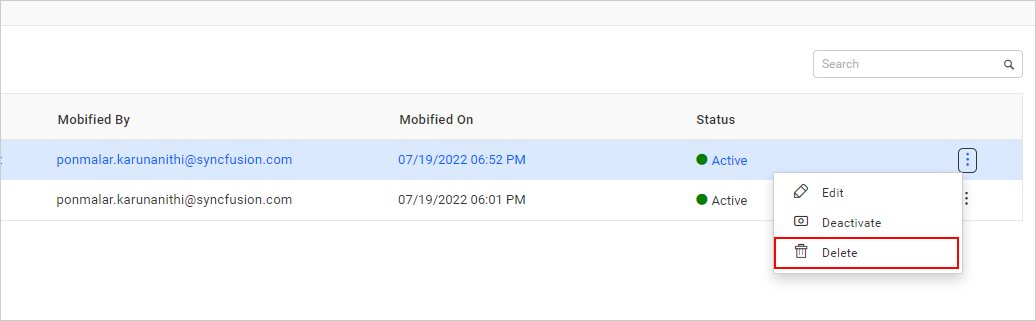 Search
Mobified By Mobified On Status
ponmalar.karunanithi@syncfusion.com 07/19/2022 06:52 PM Active
ponmalar.karunanithi@syncfusion.com 07/19/2022 06:01 PM Active
Edit
Deactivate
Delete